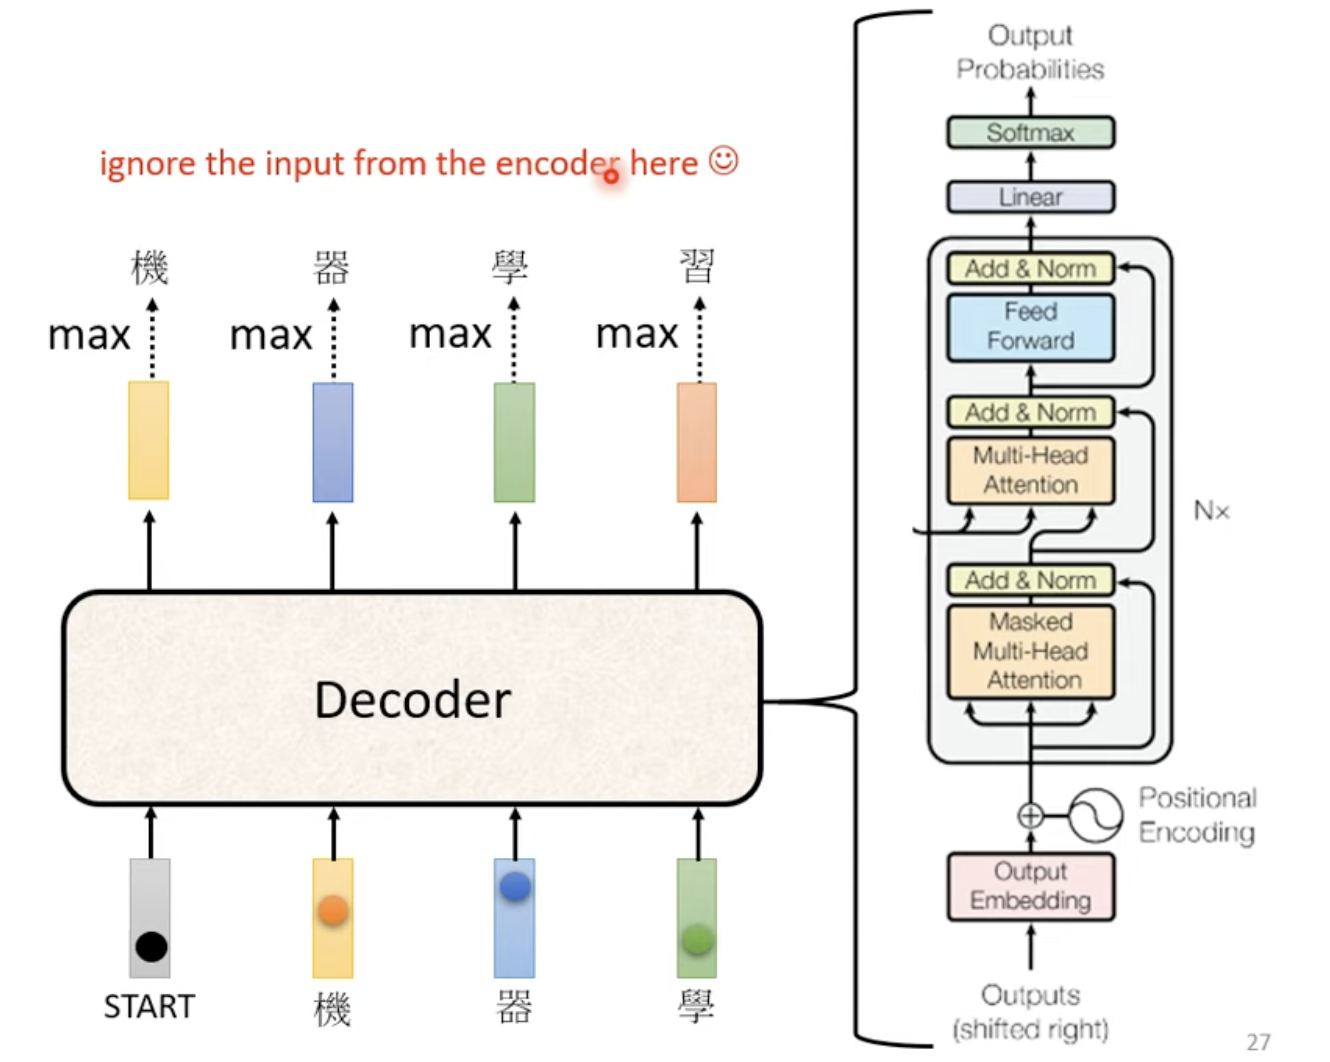 ignore the input from the encoder here ☺
機 器 學 習
max max max max
Decoder
START 機 器 學
Output
Probabilities
Softmax
Linear
Add & Norm
Feed
Forward
Add & Norm
Multi-Head
Attention
N×
Add & Norm
Masked
Multi-Head
Attention
Positional
Encoding
Output
Embedding
Outputs
(shifted right)
27